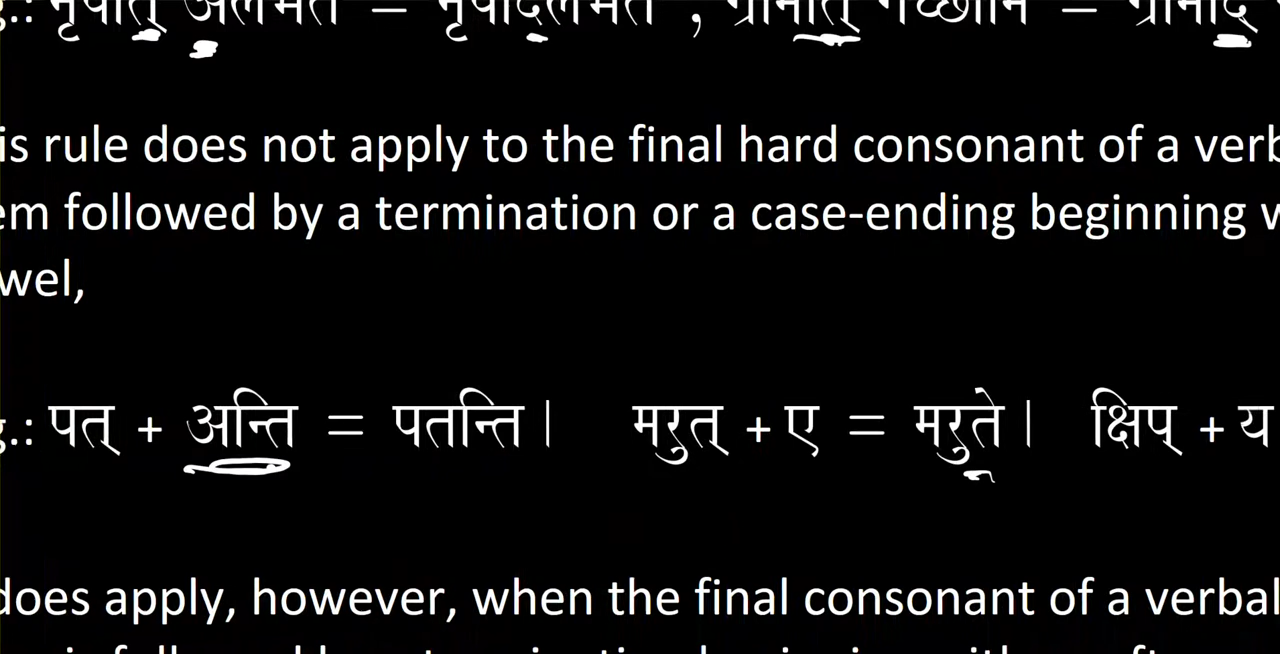 नृपात् अलभत = नृपादलभत , ग्रामात् गच्छामि = ग्रामाद्
is rule does not apply to the final hard consonant of a verb
em followed by a termination or a case-ending beginning w
wel,
g.: पत् + अन्ति = पतन्ति । मरुत् + ए = मरुते । क्षिप् + य
does apply, however, when the final consonant of a verbal